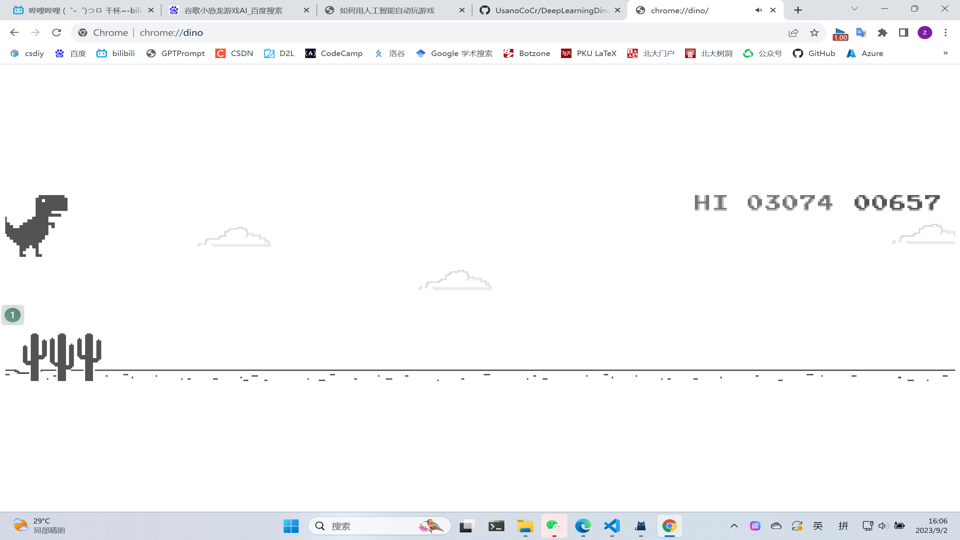 哔哩哔哩 (゜-゜)つロ 干杯~-bili
谷歌小恐龙游戏AI_百度搜索
如何用人工智能自动玩游戏
UsanoCoCr/DeepLearningDin
chrome://dino/
Chrome | chrome://dino
1.00
z
csdiy
百度
bilibili
GPTPrompt
CSDN
D2L
CodeCamp
洛谷
Google 学术搜索
Botzone
PKU LaTeX
北大门户
北大树洞
公众号
GitHub
Azure
»
HI 03074 00657
1
29°C
局部晴朗
搜索
英
拼
16:06
2023/9/2